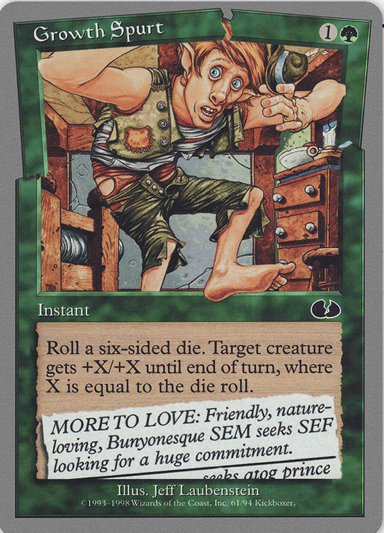 Growth Spurt 1
Instant
Roll a six-sided die. Target creature
gets +X/+X until end of turn, where
X is equal to the die roll.
MORE TO LOVE: Friendly, nature-
loving, Bunyonesque SEM seeks SEF
looking for a huge commitment.
seeks atog prince
Illus. Jeff Laubenstein
©1993–1998 Wizards of the Coast, Inc. 61/94 Kickboxer.